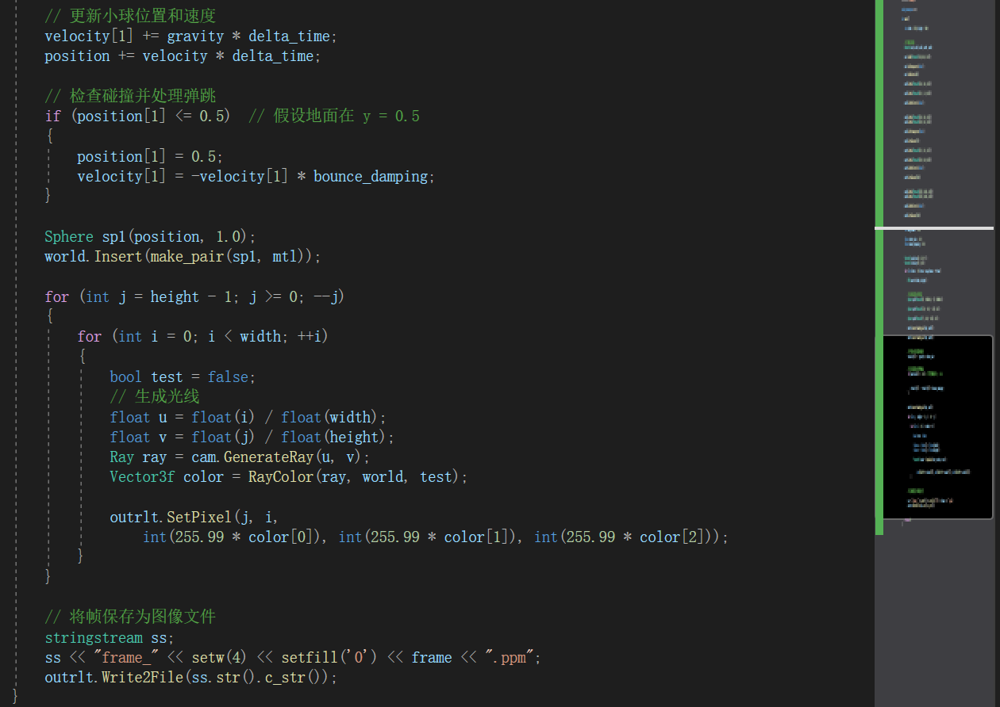 // 更新小球位置和速度
velocity[1] += gravity * delta_time;
position += velocity * delta_time;
// 检查碰撞并处理弹跳
if (position[1] <= 0.5)  // 假设地面在 y = 0.5
{
position[1] = 0.5;
velocity[1] = -velocity[1] * bounce_damping;
}
Sphere sp1(position, 1.0);
world.Insert(make_pair(sp1, mtl));
for (int j = height - 1; j >= 0; --j)
{
for (int i = 0; i < width; ++i)
{
bool test = false;
// 生成光线
float u = float(i) / float(width);
float v = float(j) / float(height);
Ray ray = cam.GenerateRay(u, v);
Vector3f color = RayColor(ray, world, test);
outrlt.SetPixel(j, i,
int(255.99 * color[0]), int(255.99 * color[1]), int(255.99 * color[2]));
}
}
// 将帧保存为图像文件
stringstream ss;
ss << "frame_" << setw(4) << setfill('0') << frame << ".ppm";
outrlt.Write2File(ss.str().c_str());
}